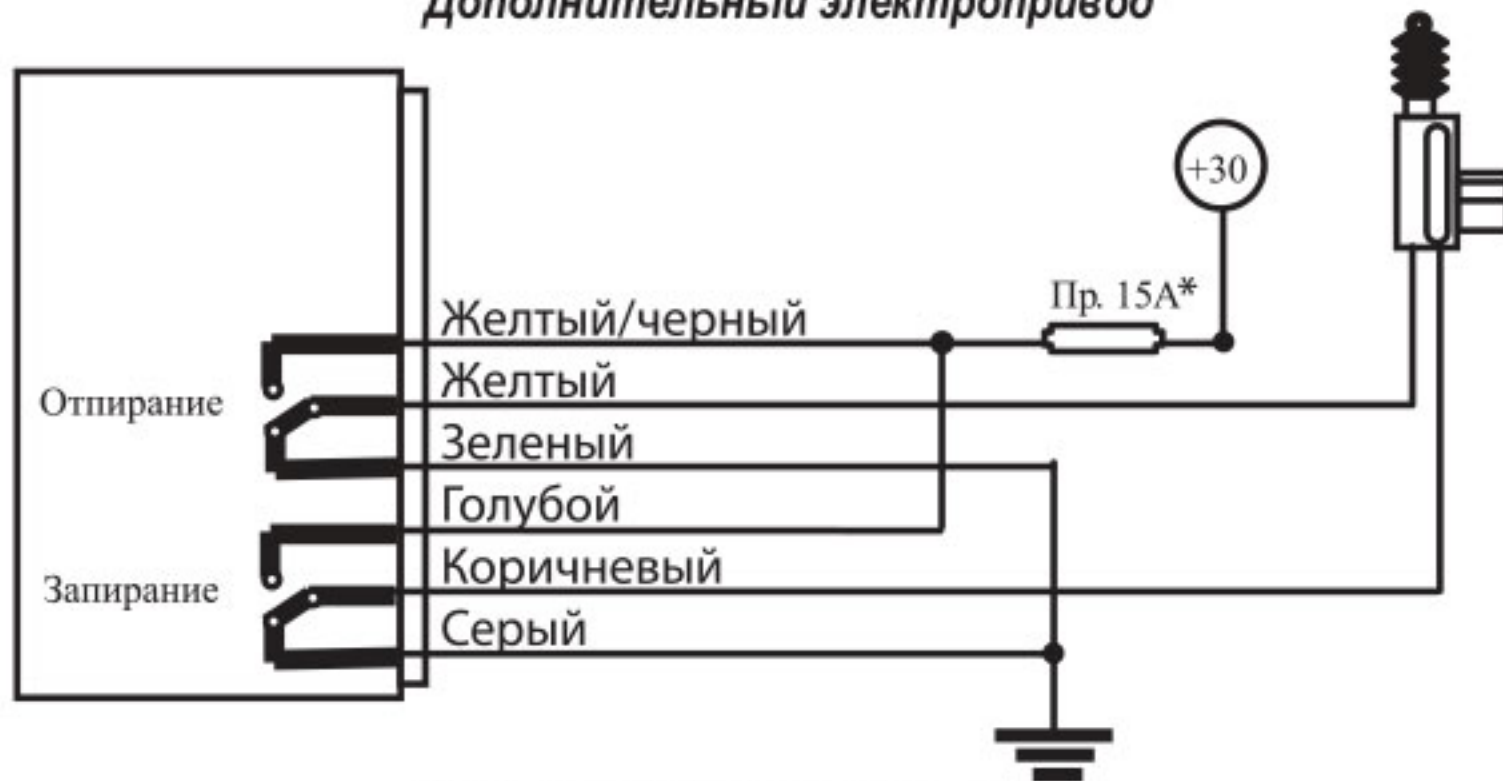 Дополнительный электропривод
+30
Пр. 15А*
Желтый/черный
Желтый
Отпирание
Зеленый
Голубой
Коричневый
Запирание
Серый